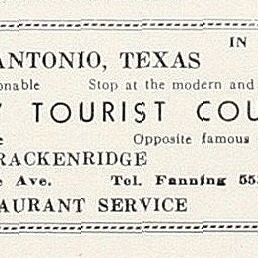 IN
ANTONIO, TEXAS
onable Stop at the modern and
Y TOURIST COU
e Opposite famous
RACKENRIDGE
e Ave. Tel. Fanning 55
AURANT SERVICE